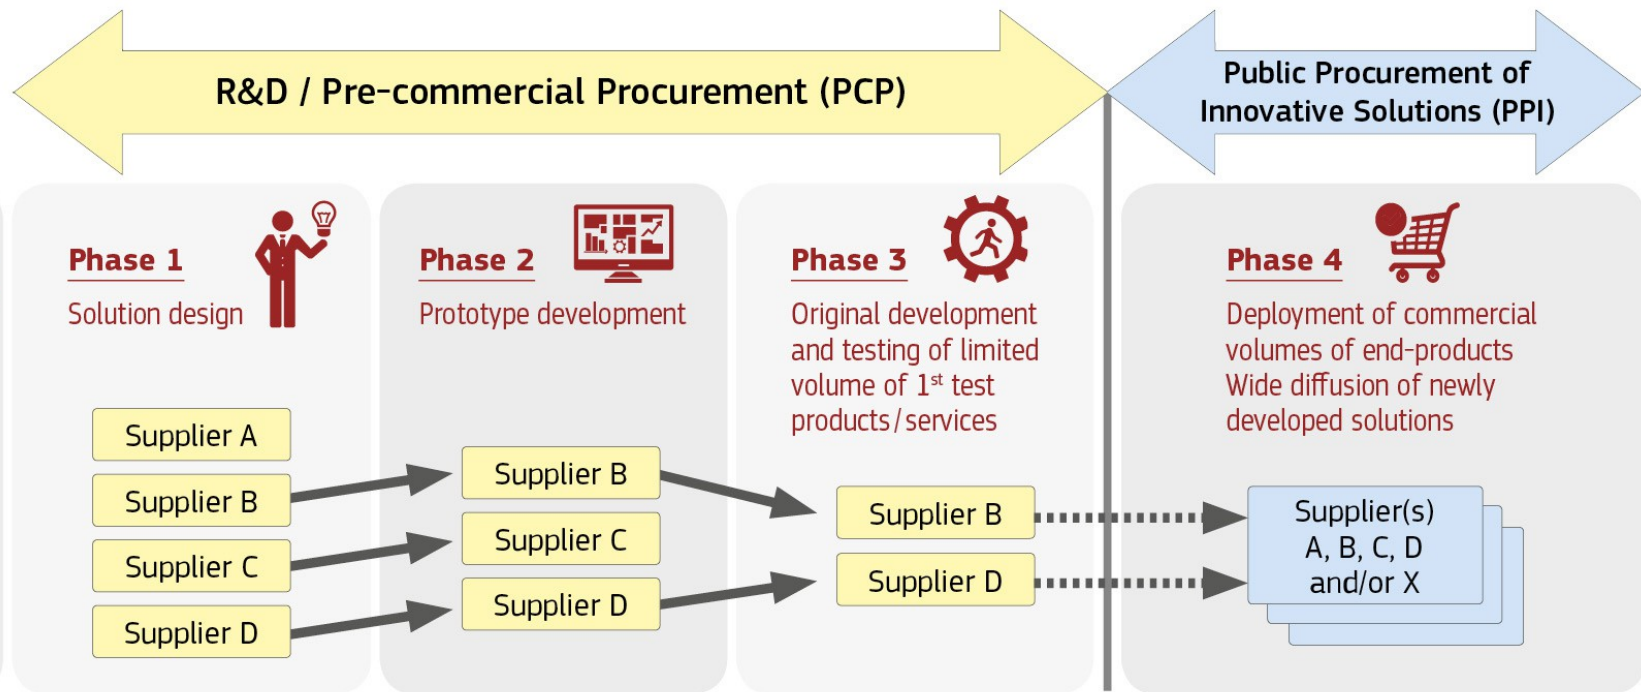 R&D / Pre-commercial Procurement (PCP)
Public Procurement of
Innovative Solutions (PPI)
Phase 1
Solution design
Supplier A
Supplier B
Supplier C
Supplier D
Phase 2
Prototype development
Supplier B
Supplier C
Supplier D
Phase 3
Original development
and testing of limited
volume of 1st test
products/services
Supplier B
Supplier D
Phase 4
Deployment of commercial
volumes of end-products
Wide diffusion of newly
developed solutions
Supplier(s)
A, B, C, D
and/or X